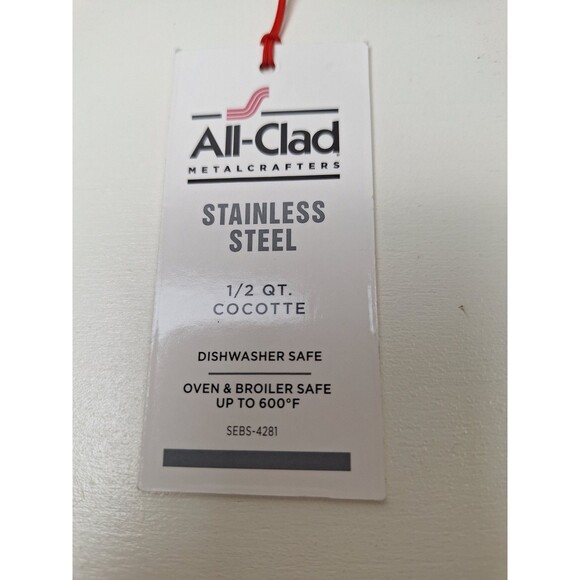 All-Clad
METALCRAFTERS
STAINLESS
STEEL
1/2 QT.
COCOTTE
DISHWASHER SAFE
OVEN & BROILER SAFE
UP TO 600°F
SEBS-4281